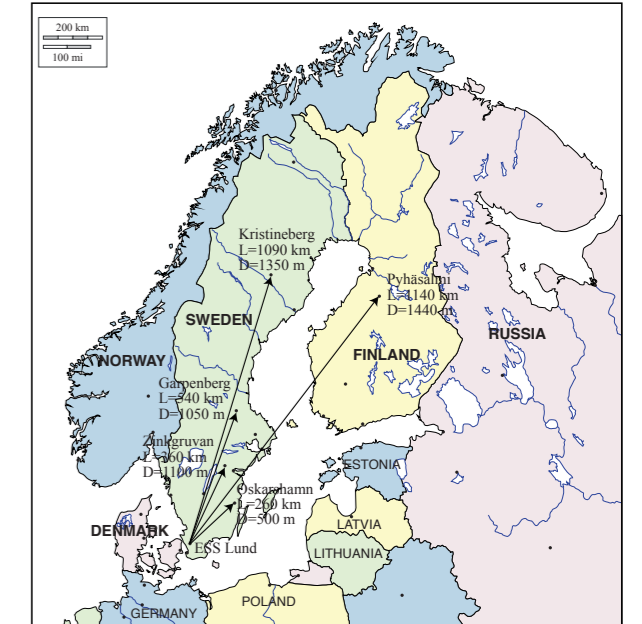 200 km
100 mi
Kristineberg
L=1090 km
D=1350 m
Pyhäsalmi
L=1140 km
D=1440 m
SWEDEN
RUSSIA
NORWAY
FINLAND
Garpenberg
L=540 km
D=1050 m
Zinkgruvan
L=360 km
D=1100 m
ESTONIA
Oskarshamn
L=260 km
D=500 m
LATVIA
DENMARK
ESS Lund
LITHUANIA
POLAND
GERMANY